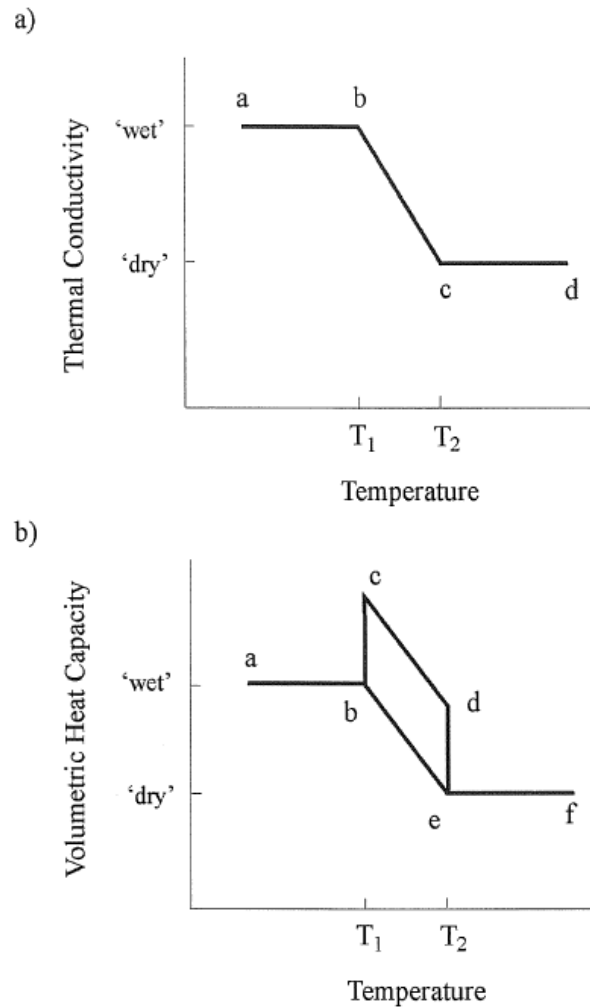 a)
Thermal Conductivity
a
b
‘wet’
‘dry’
c
d
T1
T2
Temperature
b)
Volumetric Heat Capacity
c
a
‘wet’
b
d
‘dry’
e
f
T1
T2
Temperature